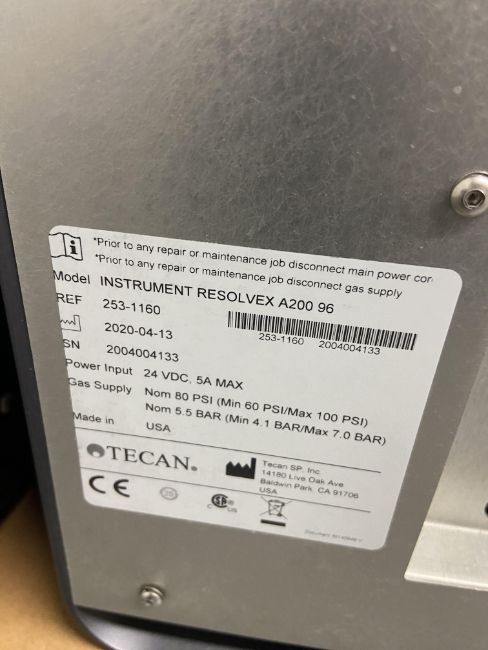 *Prior to any repair or maintenance job disconnect main power cor
*Prior to any repair or maintenance job disconnect gas supply
Model INSTRUMENT RESOLVEX A200 96
REF 253-1160
2020-04-13
253-1160 2004004133
SN 2004004133
Power Input 24 VDC, 5A MAX
Gas Supply Nom 80 PSI (Min 60 PSI/Max 100 PSI)
Nom 5.5 BAR (Min 4.1 BAR/Max 7.0 BAR)
Made in USA
TECAN.
Tecan SP, Inc.
14180 Live Oak Ave
Baldwin Park, CA 91706
USA
CE
25
C US